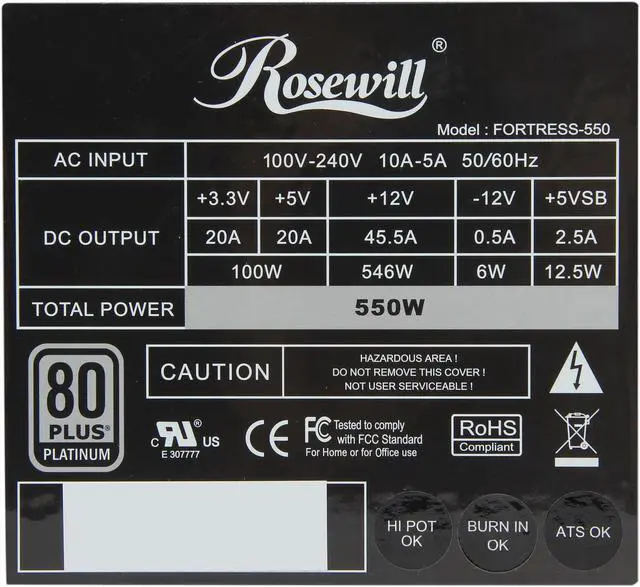 Rosewill®
Model : FORTRESS-550
AC INPUT 100V-240V 10A-5A 50/60Hz
DC OUTPUT
+3.3V +5V +12V -12V +5VSB
20A 20A 45.5A 0.5A 2.5A
100W 546W 6W 12.5W
TOTAL POWER 550W
80
PLUS®
PLATINUM
CAUTION
HAZARDOUS AREA !
DO NOT REMOVE THIS COVER !
NOT USER SERVICEABLE !
c RU® US
E 307777
CE
FC Tested to comply
with FCC Standard
For Home or for Office use
RoHS
Compliant
HI POT
OK
BURN IN
OK
ATS OK